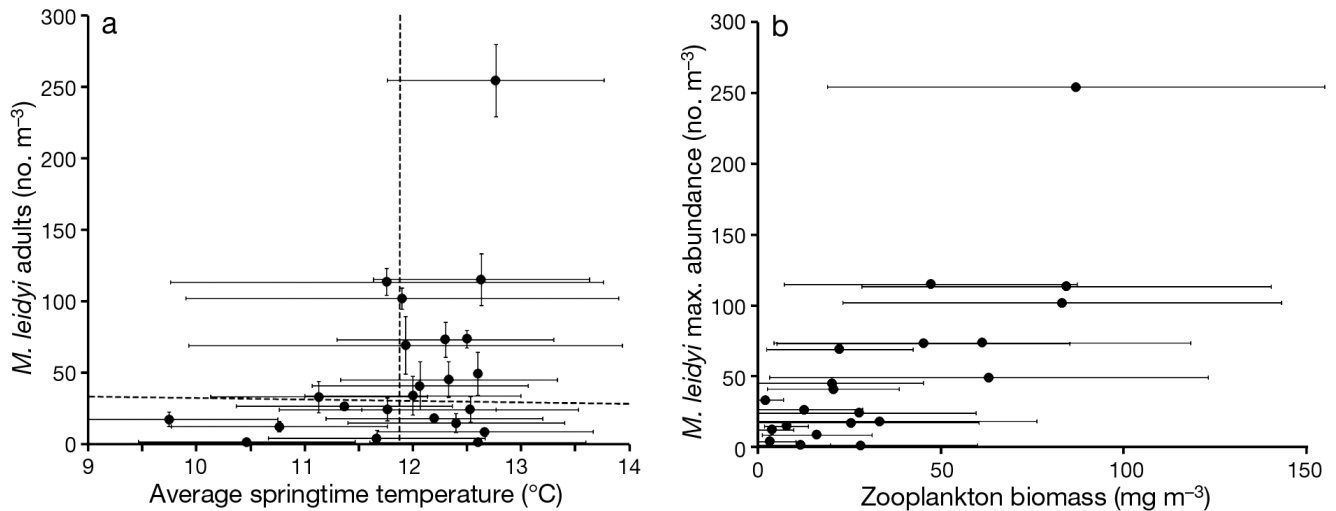 a
300
250
200
150
100
50
0
M. leidyi adults (no. m⁻³)
9 10 11 12 13 14
Average springtime temperature (°C)
b
300
250
200
150
100
50
0
M. leidyi max. abundance (no. m⁻³)
0 50 100 150
Zooplankton biomass (mg m⁻³)